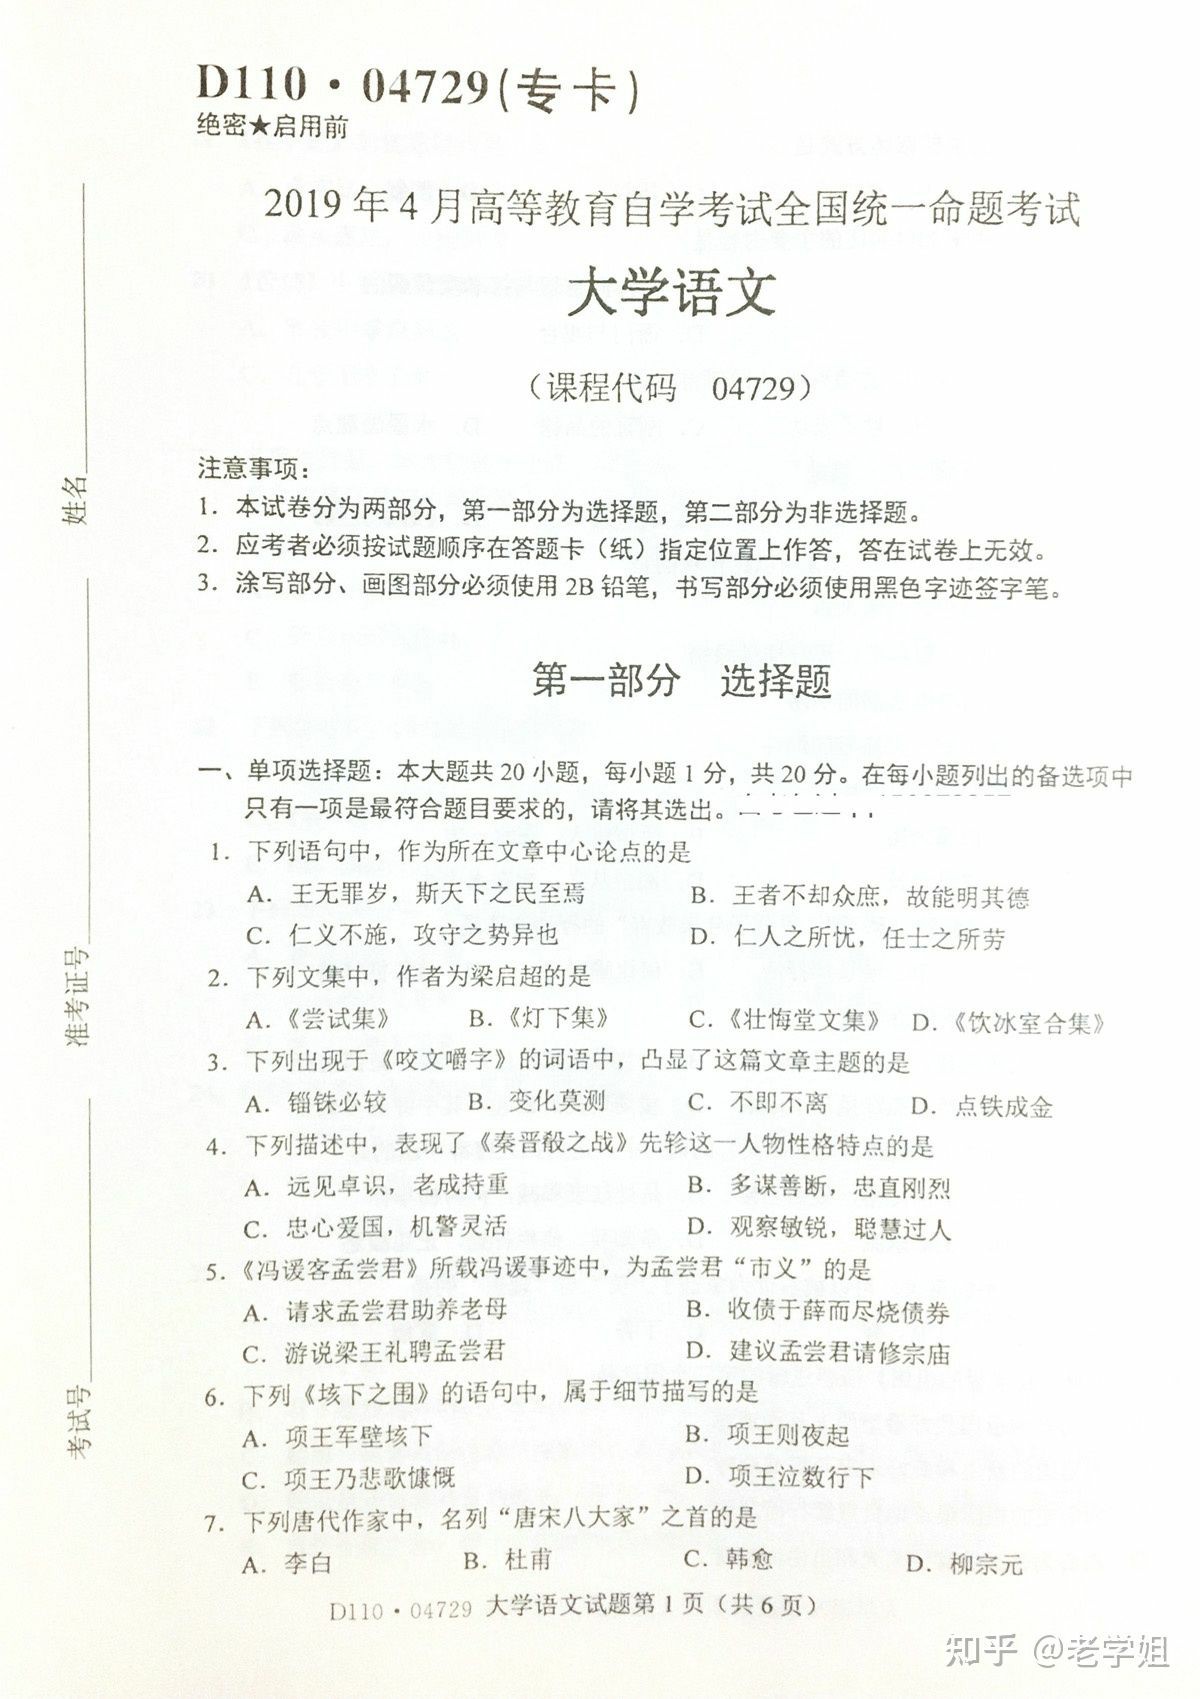 D110·04729(专卡)
绝密★启用前
2019年4月高等教育自学考试全国统一命题考试
大学语文
（课程代码 04729）
注意事项：
1．本试卷分为两部分，第一部分为选择题，第二部分为非选择题。
2．应考者必须按试题顺序在答题卡（纸）指定位置上作答，答在试卷上无效。
3．涂写部分、画图部分必须使用2B铅笔，书写部分必须使用黑色字迹签字笔。
第一部分 选择题
一、单项选择题：本大题共20小题，每小题1分，共20分。在每小题列出的备选项中
只有一项是最符合题目要求的，请将其选出。
1．下列语句中，作为所在文章中心论点的是
A．王无罪岁，斯天下之民至焉 B．王者不却众庶，故能明其德
C．仁义不施，攻守之势异也 D．仁人之所忧，任士之所劳
2．下列文集中，作者为梁启超的是
A．《尝试集》 B．《灯下集》 C．《壮悔堂文集》 D．《饮冰室合集》
3．下列出现于《咬文嚼字》的词语中，凸显了这篇文章主题的是
A．锱铢必较 B．变化莫测 C．不即不离 D．点铁成金
4．下列描述中，表现了《秦晋殽之战》先轸这一人物性格特点的是
A．远见卓识，老成持重 B．多谋善断，忠直刚烈
C．忠心爱国，机警灵活 D．观察敏锐，聪慧过人
5．《冯谖客孟尝君》所载冯谖事迹中，为孟尝君“市义”的是
A．请求孟尝君助养老母 B．收债于薛而尽烧债券
C．游说梁王礼聘孟尝君 D．建议孟尝君请修宗庙
6．下列《垓下之围》的语句中，属于细节描写的是
A．项王军壁垓下 B．项王则夜起
C．项王乃悲歌慷慨 D．项王泣数行下
7．下列唐代作家中，名列“唐宋八大家”之首的是
A．李白 B．杜甫 C．韩愈 D．柳宗元
D110·04729 大学语文试题第1页（共6页）
姓名
准考证号
考试号
知乎 @老学姐